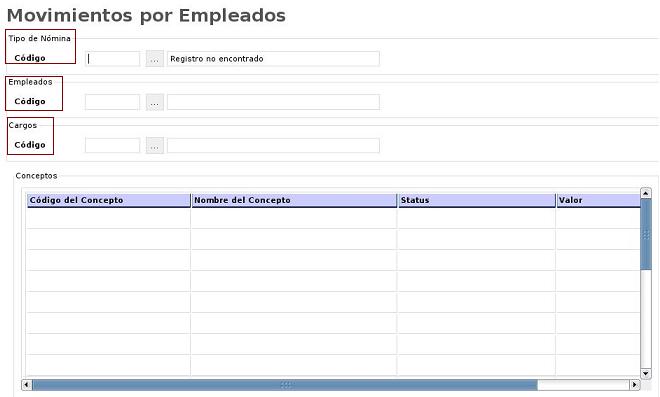 Movimientos por Empleados
Tipo de Nómina
Código ... Registro no encontrado
Empleados
Código ...
Cargos
Código ...
Conceptos
Código del Concepto Nombre del Concepto Status Valor